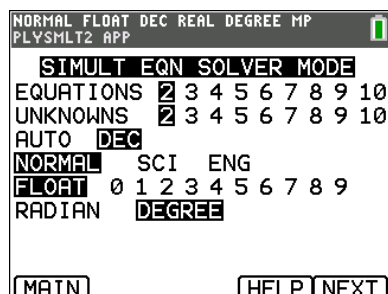 NORMAL FLOAT DEC REAL DEGREE MP
PLYSMLT2 APP
SIMULT EQN SOLVER MODE
EQUATIONS 2 3 4 5 6 7 8 9 10
UNKNOWNS 2 3 4 5 6 7 8 9 10
AUTO DEC
NORMAL SCI ENG
FLOAT 0 1 2 3 4 5 6 7 8 9
RADIAN DEGREE
MAIN HELP NEXT